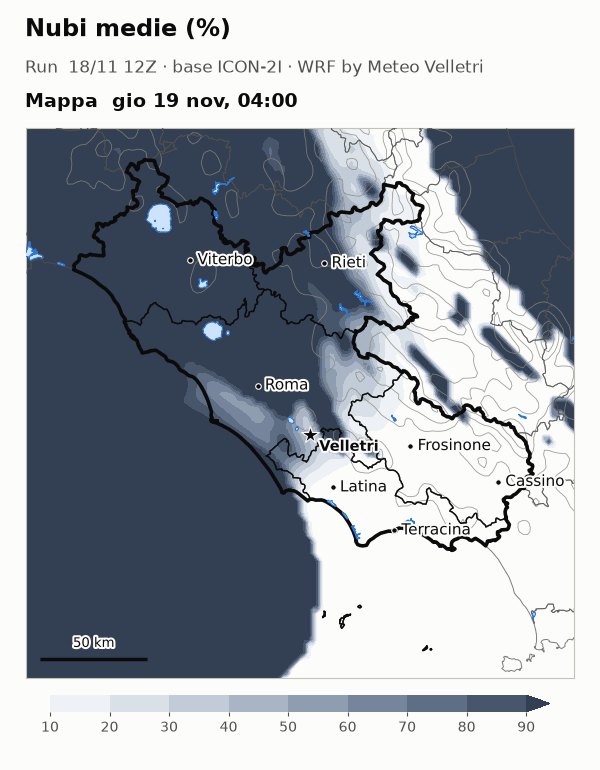 Nubi medie (%)
Run 18/11 12Z · base ICON-2I · WRF by Meteo Velletri
Mappa gio 19 nov, 04:00
Viterbo
Rieti
Roma
Velletri
Frosinone
Cassino
Latina
Terracina
50 km
10 20 30 40 50 60 70 80 90